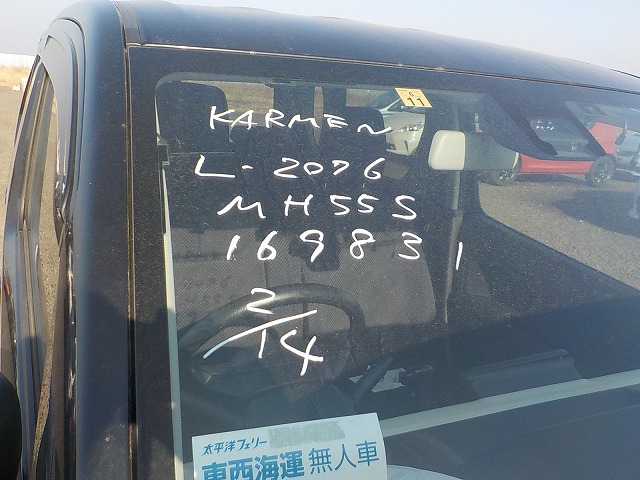 11
KARMEN
L-2076
MH55S
169831
2/14
太平洋フェリー
東西海運 無人車